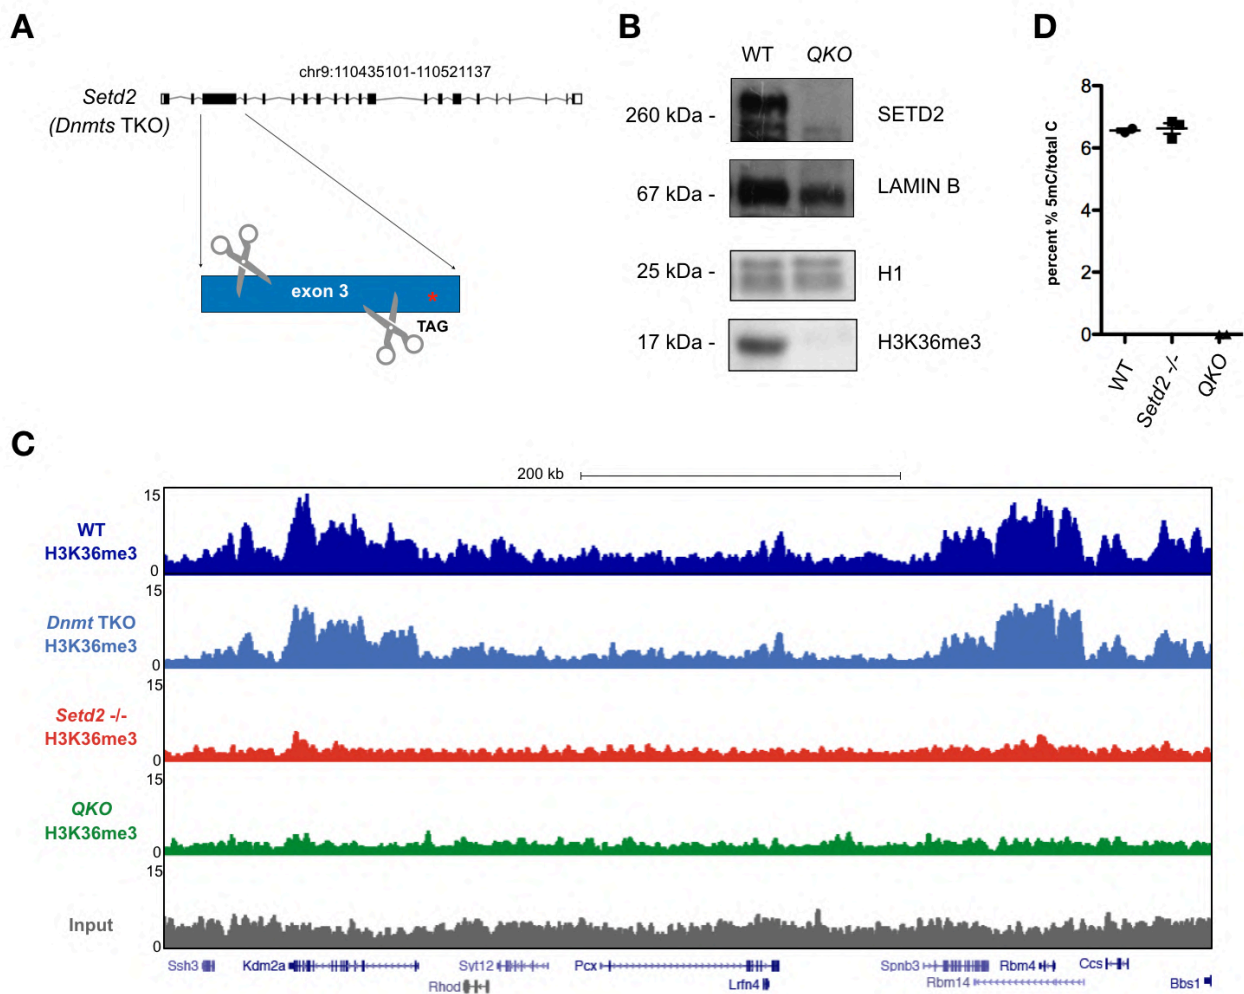 A
chr9:110435101-110521137
Setd2
(Dnmts TKO)
exon 3
*
TAG
B
WT QKO
260 kDa - SETD2
67 kDa - LAMIN B
25 kDa - H1
17 kDa - H3K36me3
D
percent % 5mC/total C
8
6
4
2
0
WT
Setd2 -/-
QKO
C
200 kb
15
WT
H3K36me3
0
15
Dnmt TKO
H3K36me3
0
15
Setd2 -/-
H3K36me3
0
15
QKO
H3K36me3
0
15
Input
0
Ssh3 Kdm2a Syt12 Pcx Spnb3 Rbm4 Ccs
Rhod Lrfn4 Rbm14 Bbs1